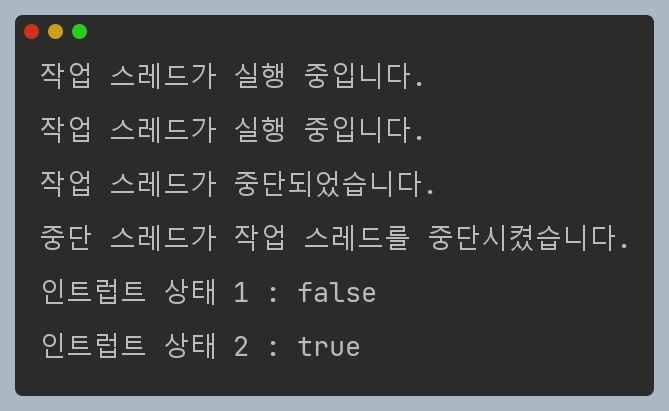 작업 스레드가 실행 중입니다.
작업 스레드가 실행 중입니다.
작업 스레드가 중단되었습니다.
중단 스레드가 작업 스레드를 중단시켰습니다.
인트럽트 상태 1 : false
인트럽트 상태 2 : true